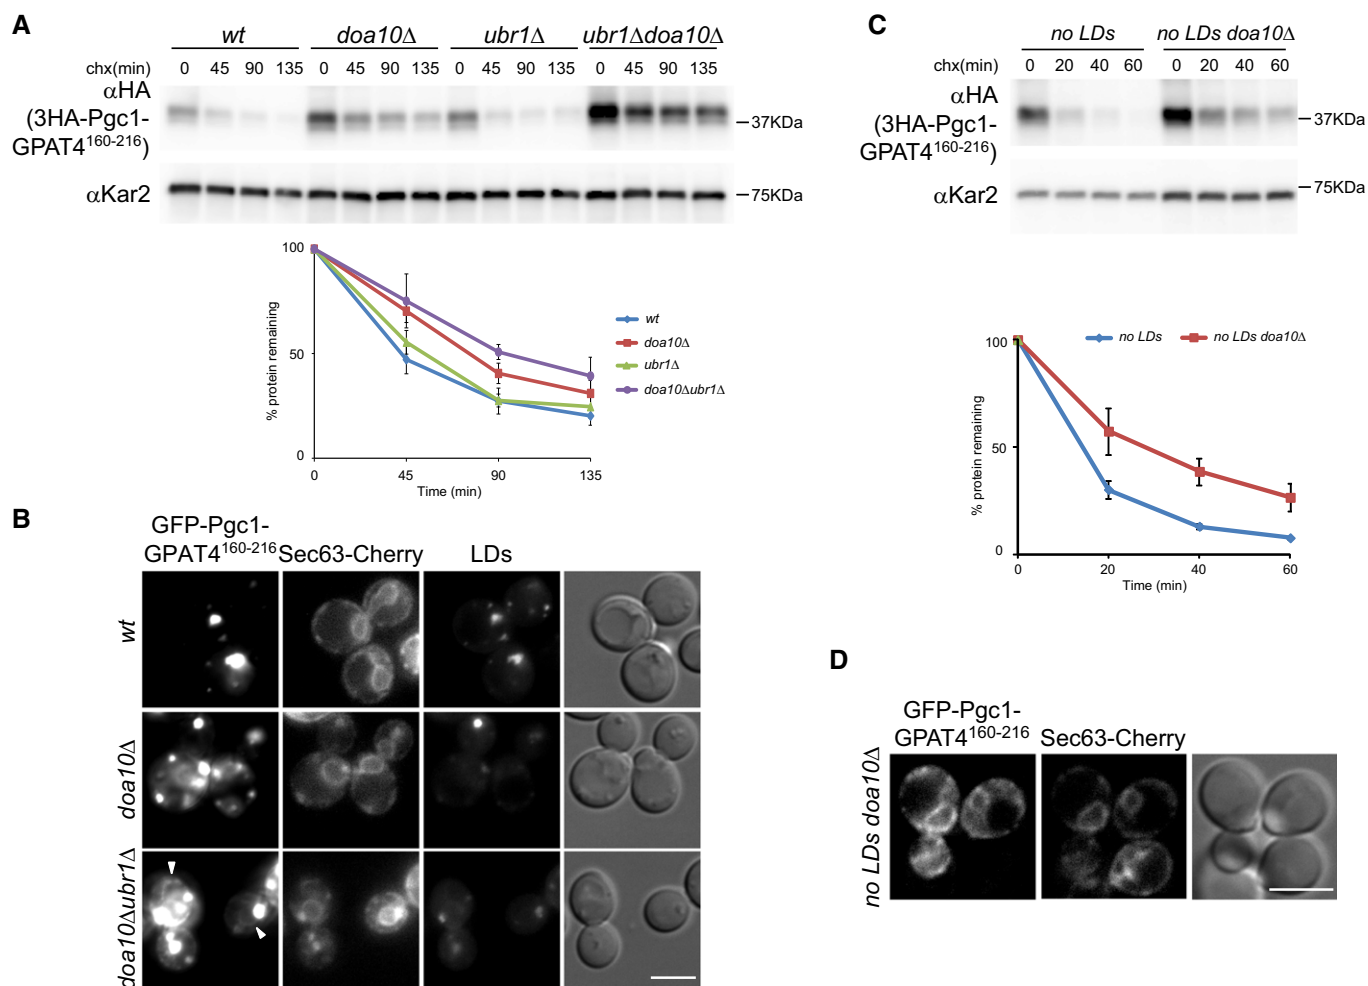 A
wt doa10Δ ubr1Δ ubr1Δdoa10Δ
chx(min) 0 45 90 135 0 45 90 135 0 45 90 135 0 45 90 135
αHA
(3HA-Pgc1-
GPAT4160-216)
37KDa
αKar2
75KDa
100
50
0
% protein remaining
0 45 90 135
Time (min)
wt
doa10Δ
ubr1Δ
doa10Δubr1Δ
B
GFP-Pgc1-
GPAT4160-216 Sec63-Cherry LDs
wt
doa10Δ
doa10Δubr1Δ
C
no LDs no LDs doa10Δ
chx(min) 0 20 40 60 0 20 40 60
αHA
(3HA-Pgc1-
GPAT4160-216)
37KDa
αKar2
75KDa
no LDs no LDs doa10Δ
100
50
0
% protein remaining
0 20 40 60
Time (min)
D
GFP-Pgc1-
GPAT4160-216 Sec63-Cherry
no LDs doa10Δ